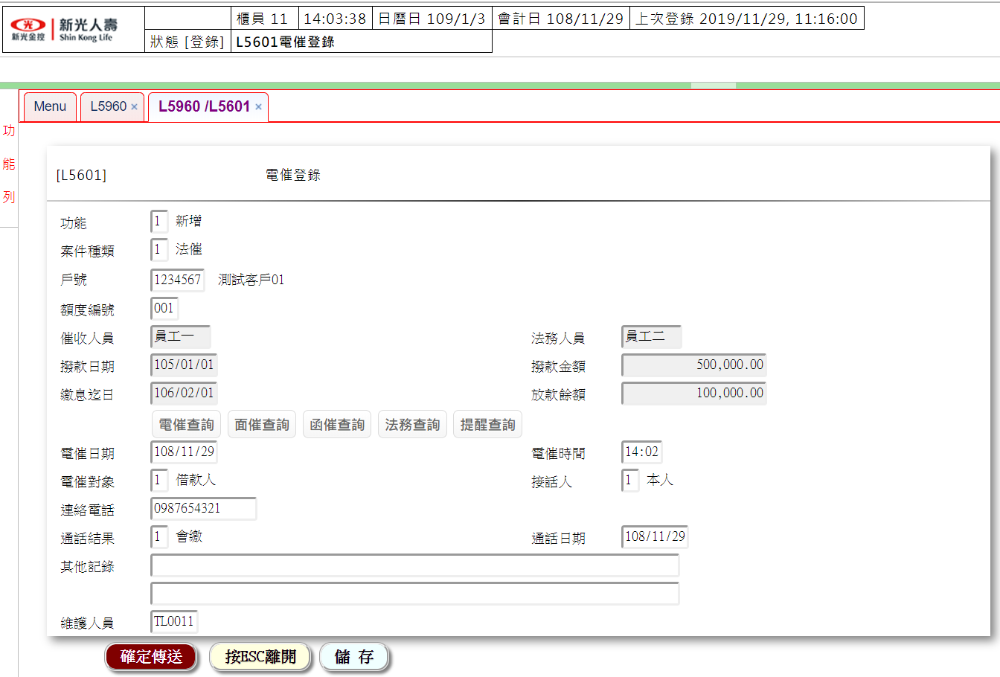 新光金控 新光人壽 Shin Kong Life
櫃員 11 14:03:38 日曆日 109/1/3 會計日 108/11/29 上次登錄 2019/11/29, 11:16:00
狀態 [登錄] L5601電催登錄
Menu L5960 × L5960 /L5601 ×
功
能
列
[L5601] 電催登錄
功能 1 新增
案件種類 1 法催
戶號 1234567 測試客戶01
額度編號 001
催收人員 員工一 法務人員 員工二
撥款日期 105/01/01 撥款金額 500,000.00
繳息迄日 106/02/01 放款餘額 100,000.00
電催查詢 面催查詢 函催查詢 法務查詢 提醒查詢
電催日期 108/11/29 電催時間 14:02
電催對象 1 借款人 接話人 1 本人
連絡電話 0987654321
通話結果 1 會繳 通話日期 108/11/29
其他記錄
維護人員 TL0011
確定傳送 按ESC離開 儲 存